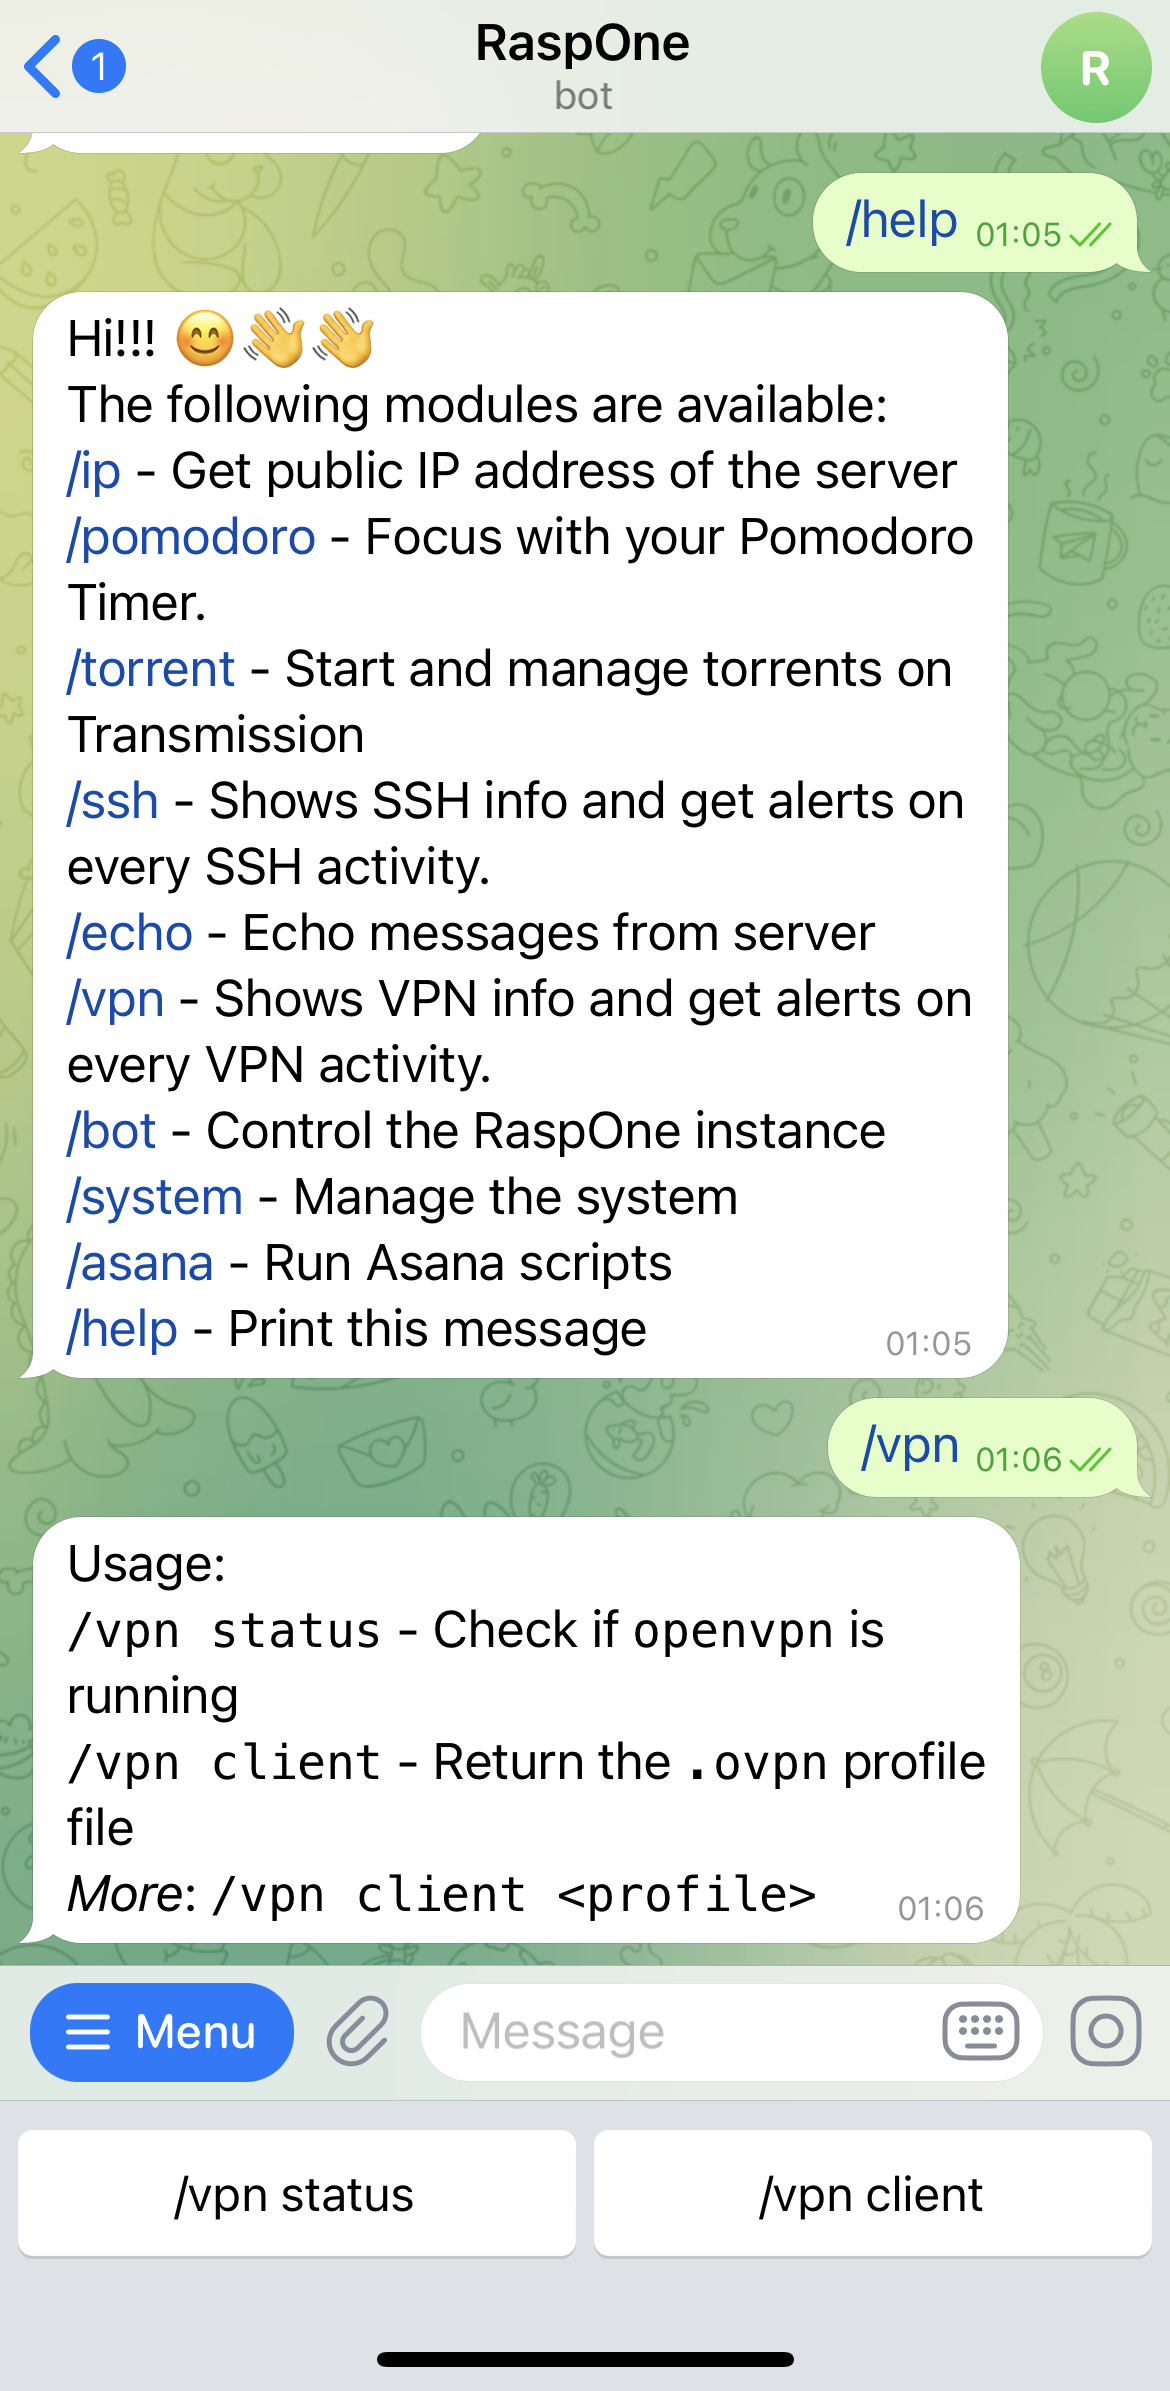 1
RaspOne
bot
R
/help 01:05
Hi!!! 😊👋👋
The following modules are available:
/ip - Get public IP address of the server
/pomodoro - Focus with your Pomodoro
Timer.
/torrent - Start and manage torrents on
Transmission
/ssh - Shows SSH info and get alerts on
every SSH activity.
/echo - Echo messages from server
/vpn - Shows VPN info and get alerts on
every VPN activity.
/bot - Control the RaspOne instance
/system - Manage the system
/asana - Run Asana scripts
/help - Print this message
01:05
/vpn 01:06
Usage:
/vpn status - Check if openvpn is
running
/vpn client - Return the .ovpn profile
file
More: /vpn client <profile>
01:06
Menu
Message
/vpn status
/vpn client